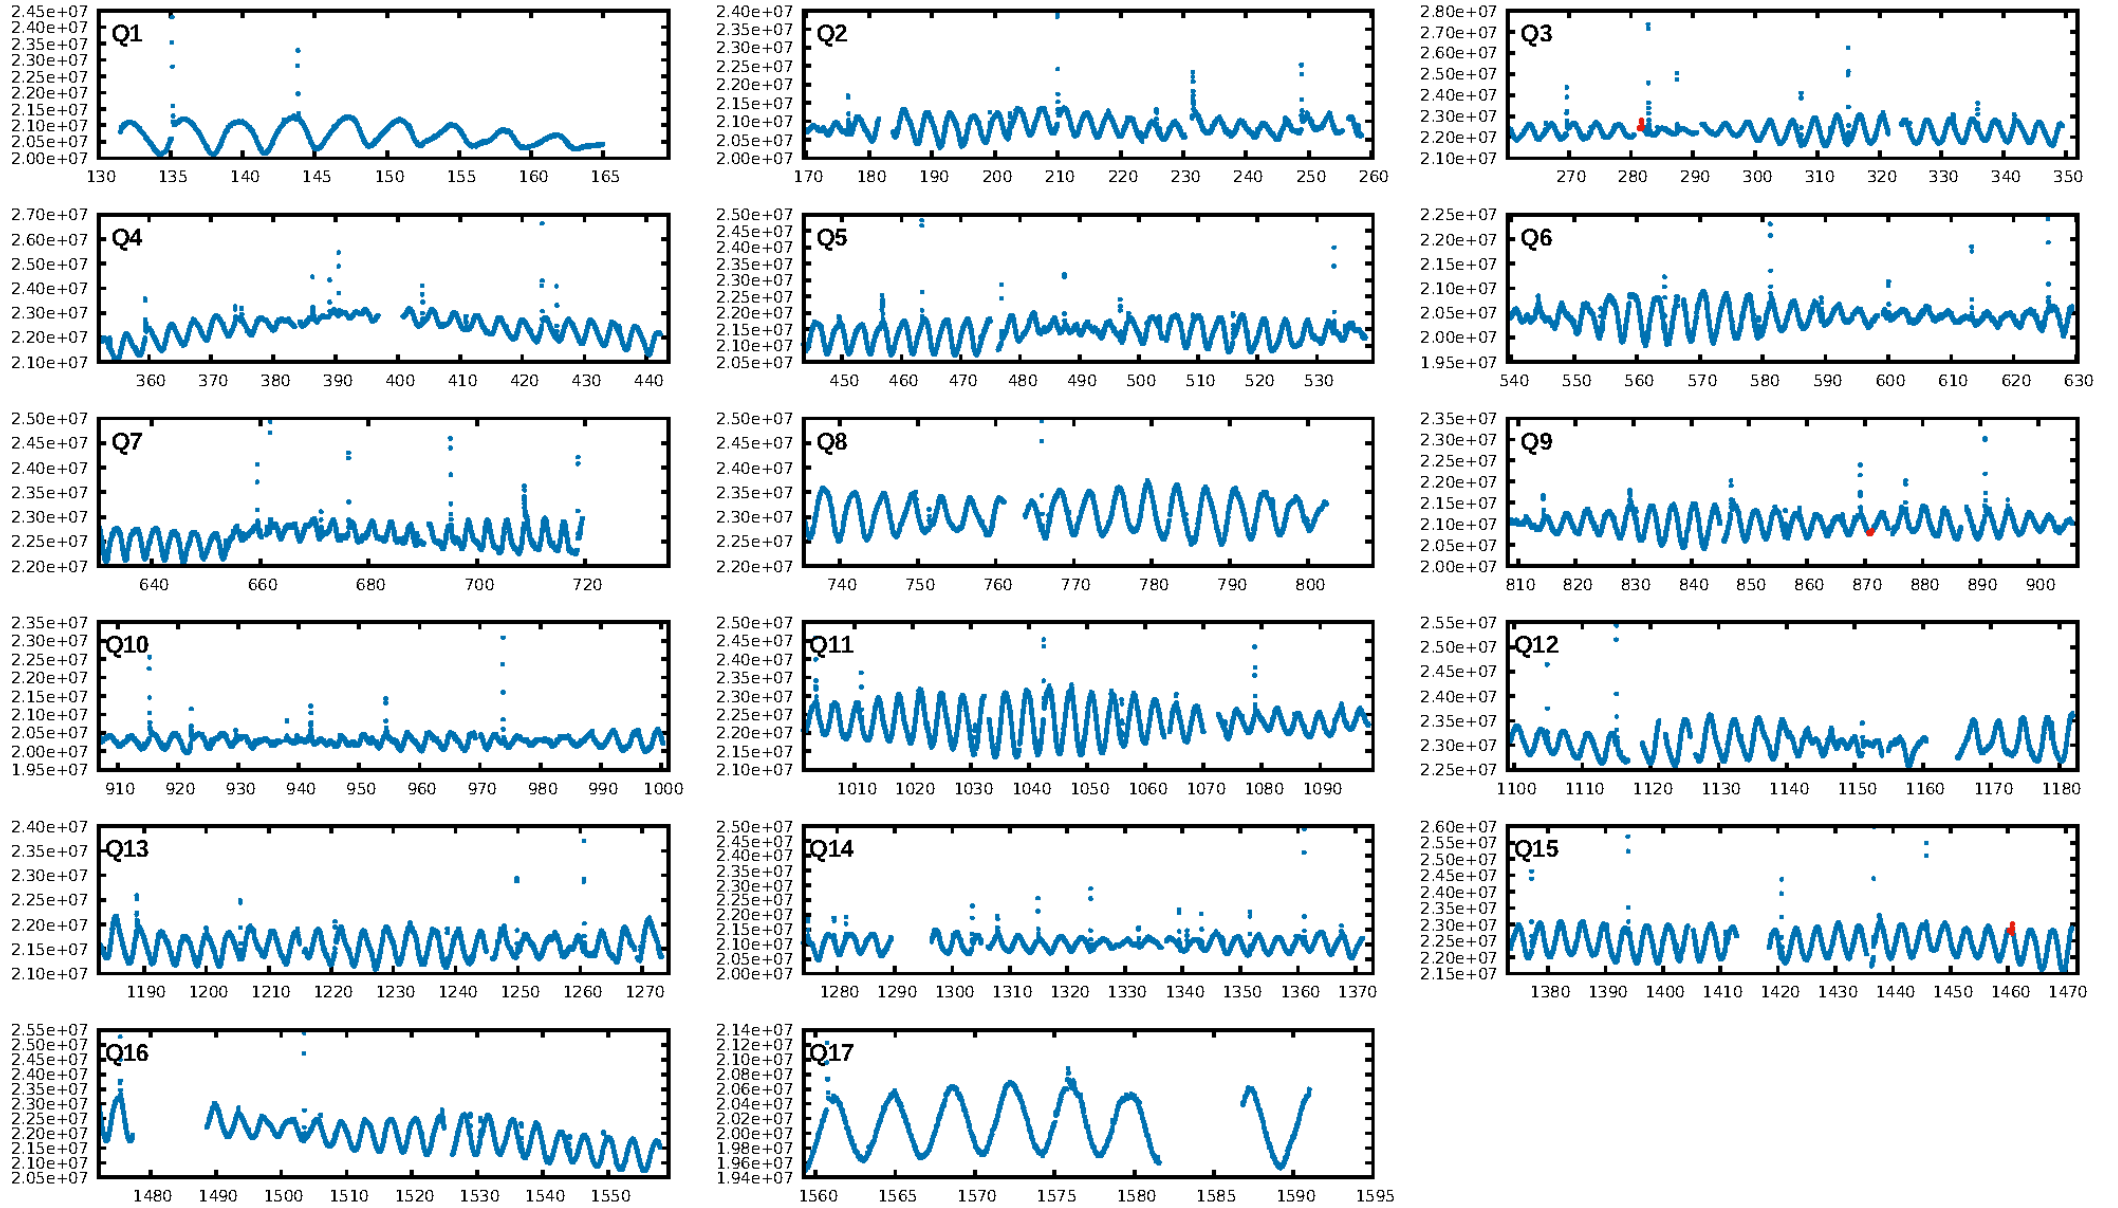 Q1
2.45e+07
2.40e+07
2.35e+07
2.30e+07
2.25e+07
2.20e+07
2.15e+07
2.10e+07
2.05e+07
2.00e+07
130 135 140 145 150 155 160 165
Q2
2.40e+07
2.35e+07
2.30e+07
2.25e+07
2.20e+07
2.15e+07
2.10e+07
2.05e+07
2.00e+07
170 180 190 200 210 220 230 240 250 260
Q3
2.80e+07
2.70e+07
2.60e+07
2.50e+07
2.40e+07
2.30e+07
2.20e+07
2.10e+07
270 280 290 300 310 320 330 340 350
Q4
2.70e+07
2.60e+07
2.50e+07
2.40e+07
2.30e+07
2.20e+07
2.10e+07
360 370 380 390 400 410 420 430 440
Q5
2.50e+07
2.45e+07
2.40e+07
2.35e+07
2.30e+07
2.25e+07
2.20e+07
2.15e+07
2.10e+07
2.05e+07
450 460 470 480 490 500 510 520 530
Q6
2.25e+07
2.20e+07
2.15e+07
2.10e+07
2.05e+07
2.00e+07
1.95e+07
540 550 560 570 580 590 600 610 620 630
Q7
2.50e+07
2.45e+07
2.40e+07
2.35e+07
2.30e+07
2.25e+07
2.20e+07
640 660 680 700 720
Q8
2.50e+07
2.45e+07
2.40e+07
2.35e+07
2.30e+07
2.25e+07
2.20e+07
740 750 760 770 780 790 800
Q9
2.35e+07
2.30e+07
2.25e+07
2.20e+07
2.15e+07
2.10e+07
2.05e+07
2.00e+07
810 820 830 840 850 860 870 880 890 900
Q10
2.35e+07
2.30e+07
2.25e+07
2.20e+07
2.15e+07
2.10e+07
2.05e+07
2.00e+07
1.95e+07
910 920 930 940 950 960 970 980 990 1000
Q11
2.50e+07
2.45e+07
2.40e+07
2.35e+07
2.30e+07
2.25e+07
2.20e+07
2.15e+07
2.10e+07
1010 1020 1030 1040 1050 1060 1070 1080 1090
Q12
2.55e+07
2.50e+07
2.45e+07
2.40e+07
2.35e+07
2.30e+07
2.25e+07
1100 1110 1120 1130 1140 1150 1160 1170 1180
Q13
2.40e+07
2.35e+07
2.30e+07
2.25e+07
2.20e+07
2.15e+07
2.10e+07
1190 1200 1210 1220 1230 1240 1250 1260 1270
Q14
2.50e+07
2.45e+07
2.40e+07
2.35e+07
2.30e+07
2.25e+07
2.20e+07
2.15e+07
2.10e+07
2.05e+07
2.00e+07
1280 1290 1300 1310 1320 1330 1340 1350 1360 1370
Q15
2.60e+07
2.55e+07
2.50e+07
2.45e+07
2.40e+07
2.35e+07
2.30e+07
2.25e+07
2.20e+07
2.15e+07
1380 1390 1400 1410 1420 1430 1440 1450 1460 1470
Q16
2.55e+07
2.50e+07
2.45e+07
2.40e+07
2.35e+07
2.30e+07
2.25e+07
2.20e+07
2.15e+07
2.10e+07
2.05e+07
1480 1490 1500 1510 1520 1530 1540 1550
Q17
2.14e+07
2.12e+07
2.10e+07
2.08e+07
2.06e+07
2.04e+07
2.02e+07
2.00e+07
1.98e+07
1.96e+07
1.94e+07
1560 1565 1570 1575 1580 1585 1590 1595